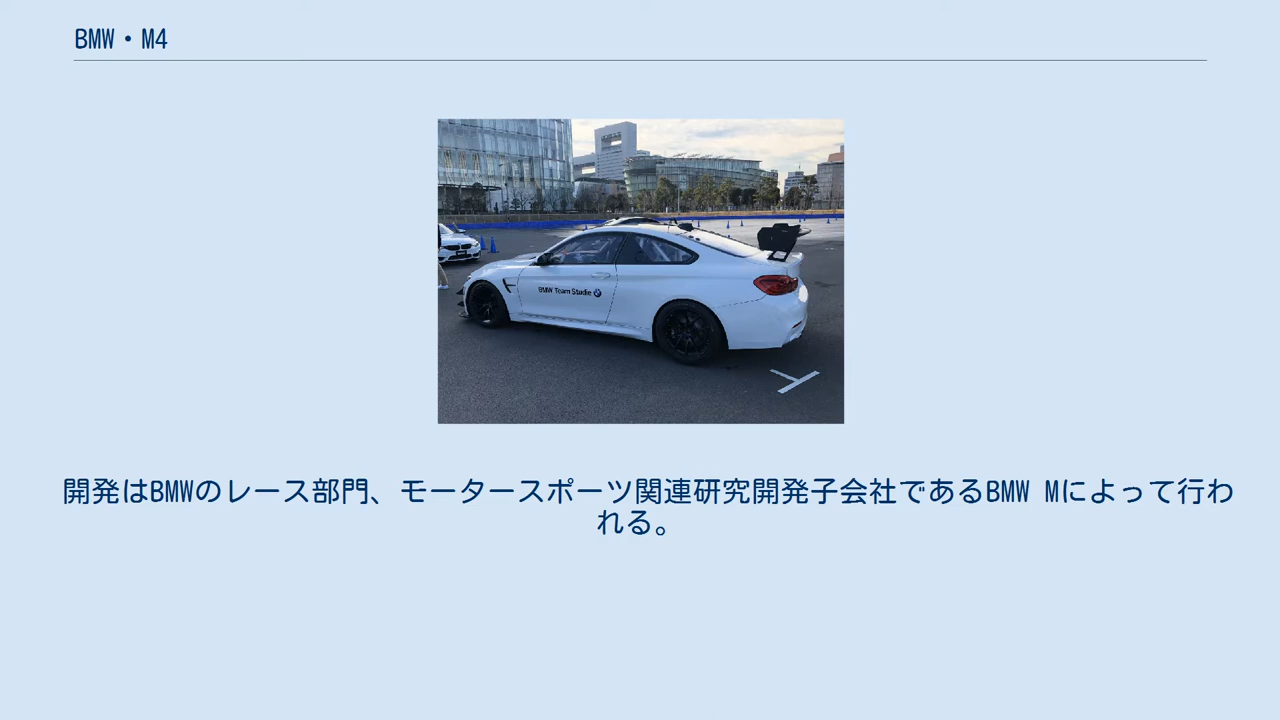 BMW・M4
BMW Team Studie
開発はBMWのレース部門、モータースポーツ関連研究開発子会社であるBMW Mによって行わ
れる。